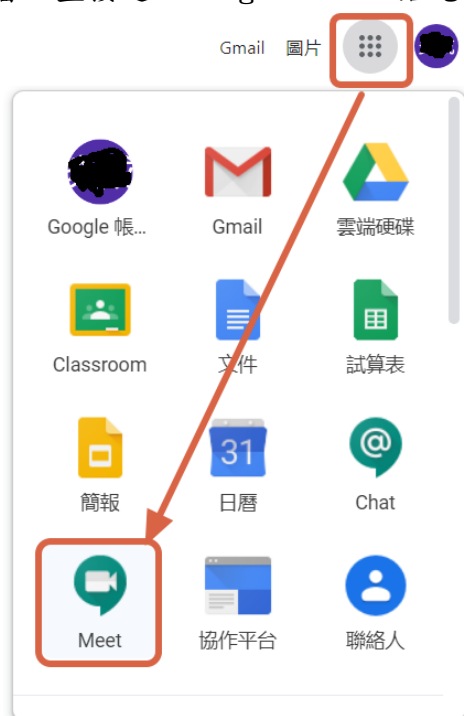 Gmail 圖片
Google 帳...
Gmail
雲端硬碟
Classroom
文件
試算表
簡報
31
日曆
Chat
Meet
協作平台
聯絡人